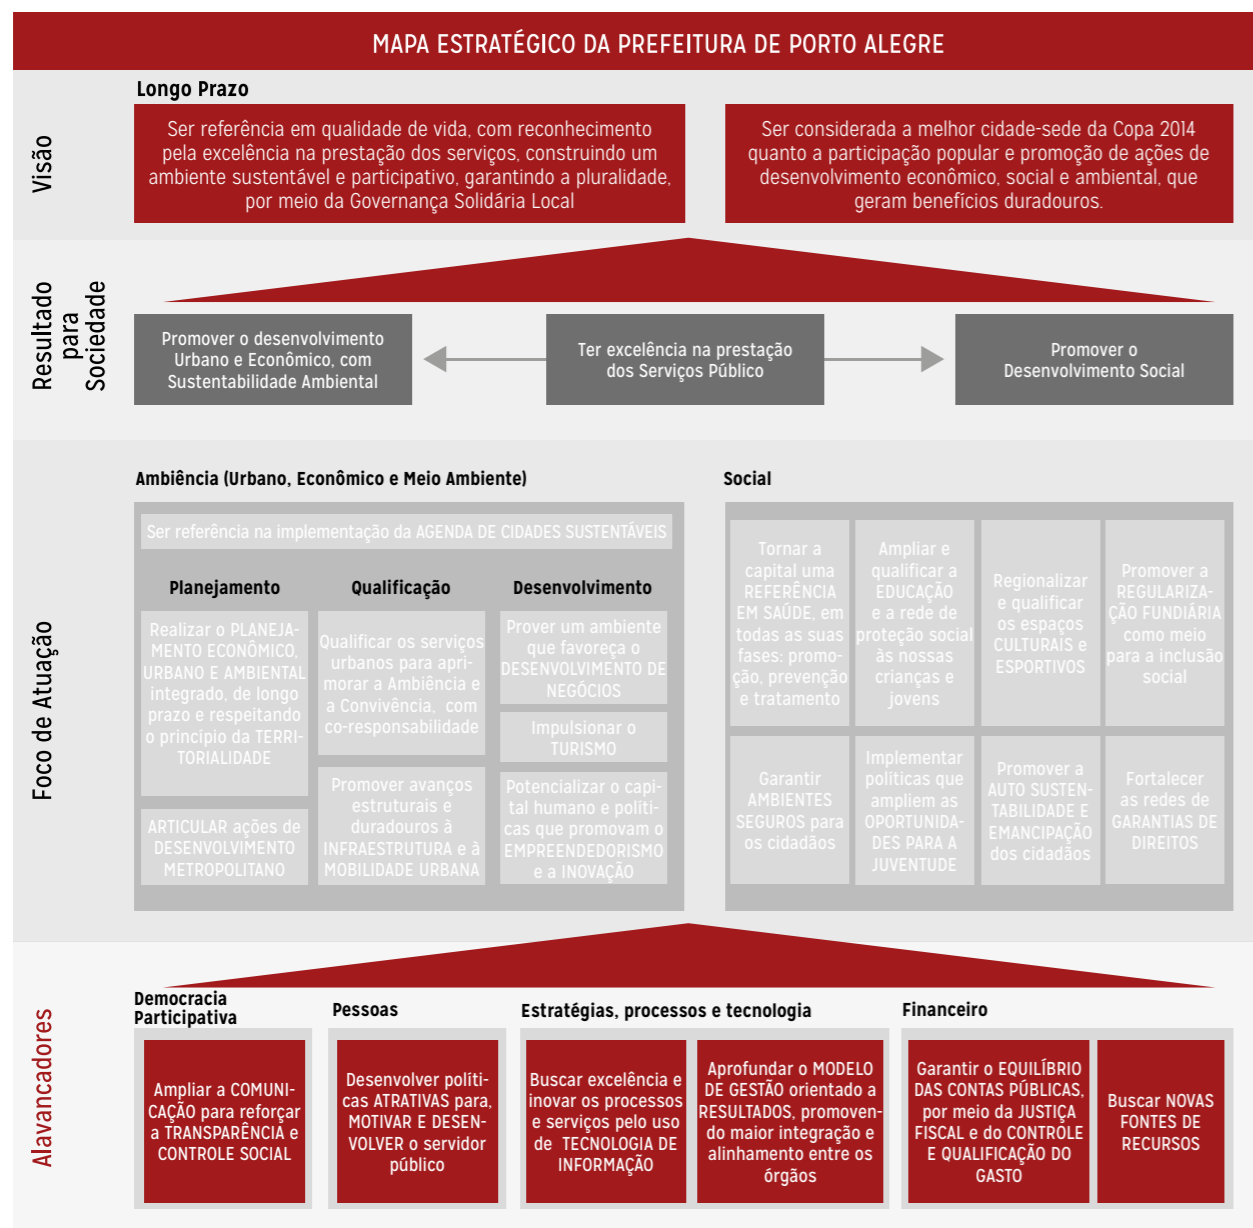 MAPA ESTRATÉGICO DA PREFEITURA DE PORTO ALEGRE
Visão
Longo Prazo
Ser referência em qualidade de vida, com reconhecimento
pela excelência na prestação dos serviços, construindo um
ambiente sustentável e participativo, garantindo a pluralidade,
por meio da Governança Solidária Local
Ser considerada a melhor cidade-sede da Copa 2014
quanto a participação popular e promoção de ações de
desenvolvimento econômico, social e ambiental, que
geram benefícios duradouros.
Resultado
para
Sociedade
Promover o desenvolvimento
Urbano e Econômico, com
Sustentabilidade Ambiental
Ter excelência na prestação
dos Serviços Público
Promover o
Desenvolvimento Social
Foco de Atuação
Ambiência (Urbano, Econômico e Meio Ambiente)
Ser referência na implementação da AGENDA DE CIDADES SUSTENTÁVEIS
Planejamento
Realizar o PLANEJA-
MENTO ECONÔMICO,
URBANO E AMBIENTAL
integrado, de longo
prazo e respeitando
o princípio da TERRI-
TORIALIDADE
ARTICULAR ações de
DESENVOLVIMENTO
METROPOLITANO
Qualificação
Qualificar os serviços
urbanos para apri-
morar a Ambiência e
a Convivência, com
co-responsabilidade
Promover avanços
estruturais e
duradouros à
INFRAESTRUTURA e à
MOBILIDADE URBANA
Desenvolvimento
Prover um ambiente
que favoreça o
DESENVOLVIMENTO DE
NEGÓCIOS
Impulsionar o
TURISMO
Potencializar o capi-
tal humano e políti-
cas que promovam o
EMPREENDEDORISMO
e a INOVAÇÃO
Social
Tornar a
capital uma
REFERÊNCIA
EM SAÚDE, em
todas as suas
fases: promo-
ção, prevenção
e tratamento
Ampliar e
qualificar a
EDUCAÇÃO
e a rede de
proteção social
às nossas
crianças e
jovens
Regionalizar
e qualificar
os espaços
CULTURAIS e
ESPORTIVOS
Promover a
REGULARIZA-
ÇÃO FUNDIÁRIA
como meio
para a inclusão
social
Garantir
AMBIENTES
SEGUROS para
os cidadãos
Implementar
políticas que
ampliem as
OPORTUNIDA-
DES PARA A
JUVENTUDE
Promover a
AUTO SUSTEN-
TABILIDADE E
EMANCIPAÇÃO
dos cidadãos
Fortalecer
as redes de
GARANTIAS DE
DIREITOS
Alavancadores
Democracia
Participativa
Ampliar a COMUNI-
CAÇÃO para reforçar
a TRANSPARÊNCIA e
CONTROLE SOCIAL
Pessoas
Desenvolver políti-
cas ATRATIVAS para,
MOTIVAR E DESEN-
VOLVER o servidor
público
Estratégias, processos e tecnologia
Buscar excelência e
inovar os processos
e serviços pelo uso
de TECNOLOGIA DE
INFORMAÇÃO
Aprofundar o MODELO
DE GESTÃO orientado a
RESULTADOS, promoven-
do maior integração e
alinhamento entre os
órgãos
Financeiro
Garantir o EQUILÍBRIO
DAS CONTAS PÚBLICAS,
por meio da JUSTIÇA
FISCAL e do CONTROLE
E QUALIFICAÇÃO DO
GASTO
Buscar NOVAS
FONTES DE
RECURSOS